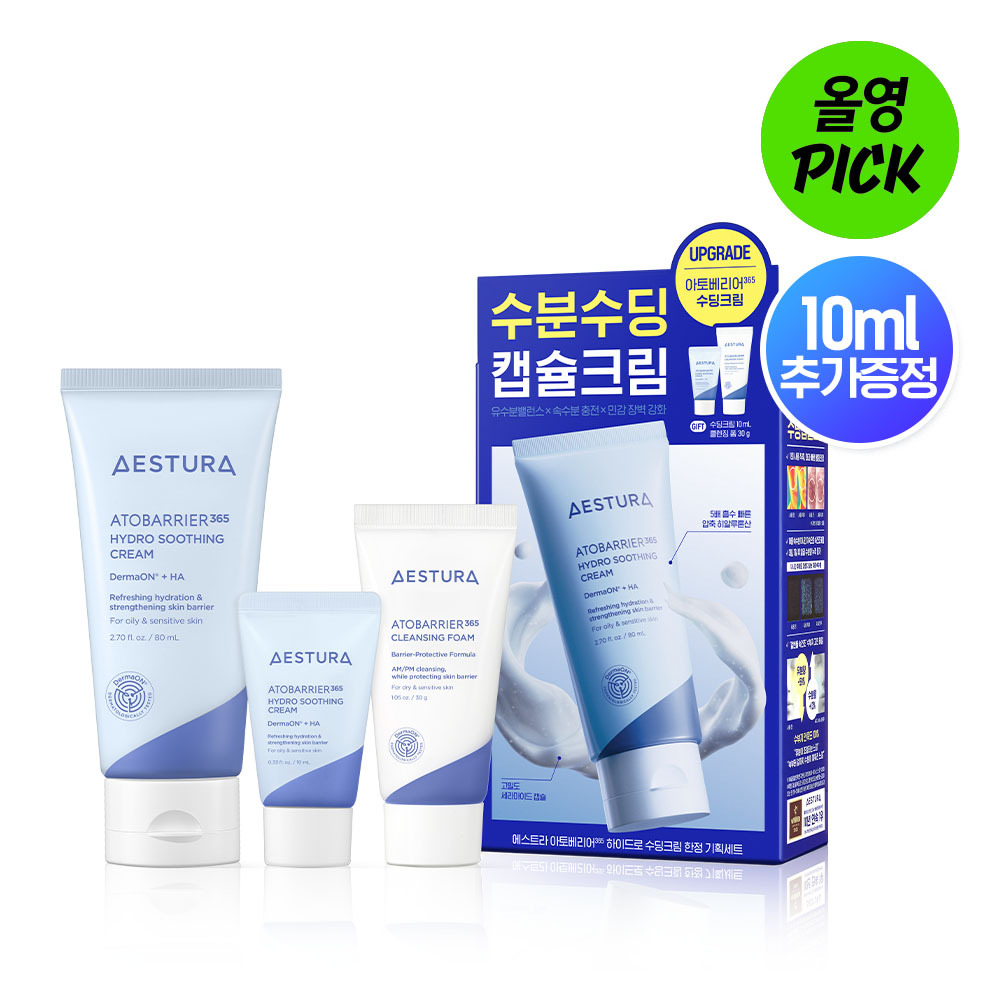 올영
PICK
10ml
추가증정
UPGRADE
아토베리어365
수딩크림
수분수딩
캡슐크림
유수분밸런스×속수분 충전×민감 장벽 강화
GIFT 수딩크림 10mL
클렌징 폼 30g
AESTURA
ATOBARRIER365
HYDRO SOOTHING
CREAM
DermaON® + HA
Refreshing hydration &
strengthening skin barrier
For oily & sensitive skin
2.70 fl. oz. / 80 mL
DermaON®
DERMATOLOGICALLY TESTED
AESTURA
ATOBARRIER365
HYDRO SOOTHING
CREAM
DermaON® + HA
Refreshing hydration &
strengthening skin barrier
For oily & sensitive skin
0.33 fl. oz. / 10 mL
AESTURA
ATOBARRIER365
CLEANSING FOAM
Barrier-Protective Formula
AM/PM cleansing,
while protecting skin barrier
For dry & sensitive skin
1.05 oz. / 30 g
AESTURA
ATOBARRIER365
HYDRO SOOTHING
CREAM
DermaON® + HA
Refreshing hydration &
strengthening skin barrier
For oily & sensitive skin
2.70 fl. oz. / 80 mL
5배 흡수 빠른
압축 히알루론산
고밀도
세라마이드 캡슐
에스트라 아토베리어365 하이드로 수딩크림 한정 기획세트
AESTURA